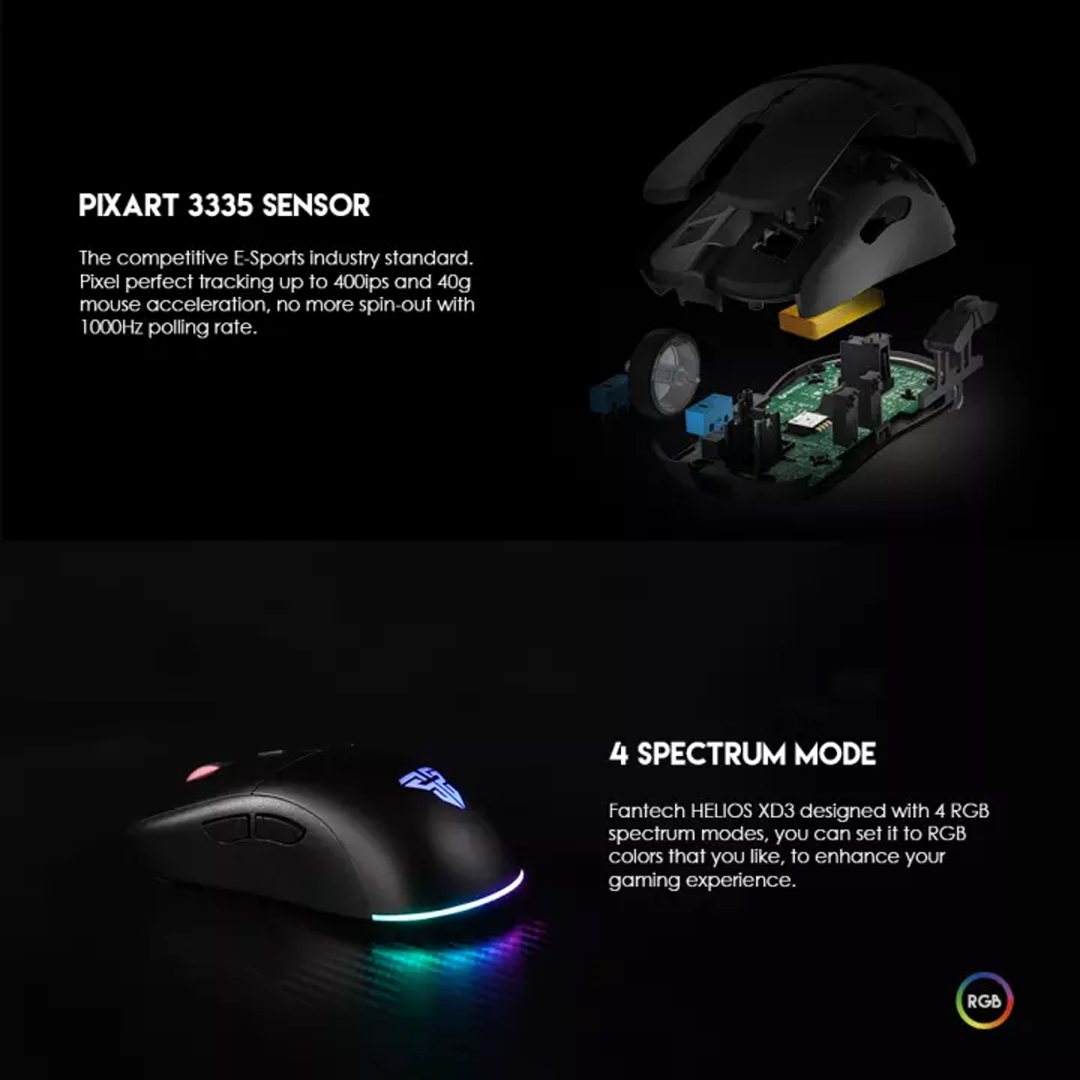 PIXART 3335 SENSOR
The competitive E-Sports industry standard.
Pixel perfect tracking up to 400ips and 40g
mouse acceleration, no more spin-out with
1000Hz polling rate.
4 SPECTRUM MODE
Fantech HELIOS XD3 designed with 4 RGB
spectrum modes, you can set it to RGB
colors that you like, to enhance your
gaming experience.
RGB